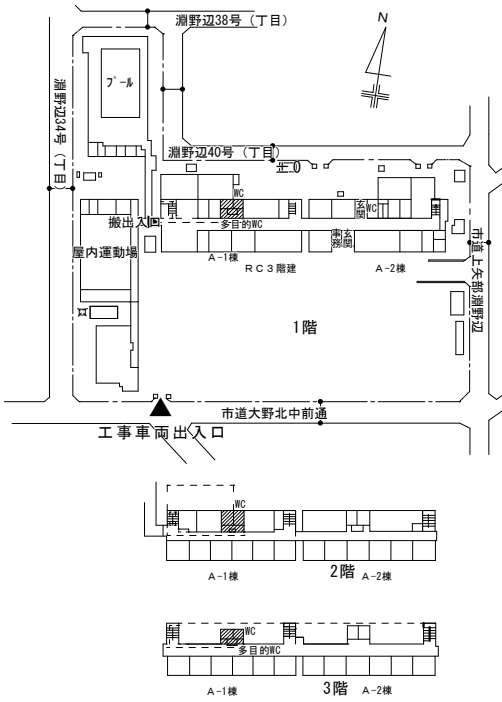 淵野辺38号（丁目）
N
プール
淵野辺34号（丁目）
淵野辺40号（丁目）
±0
WC
玄関
WC
搬出入口
多目的WC
屋内運動場
事務
玄関
A-1棟
RC3階建
A-2棟
市道上矢部淵野辺
1階
市道大野北中前通
工事車両出入口
WC
A-1棟
2階
A-2棟
WC
多目的WC
A-1棟
3階
A-2棟